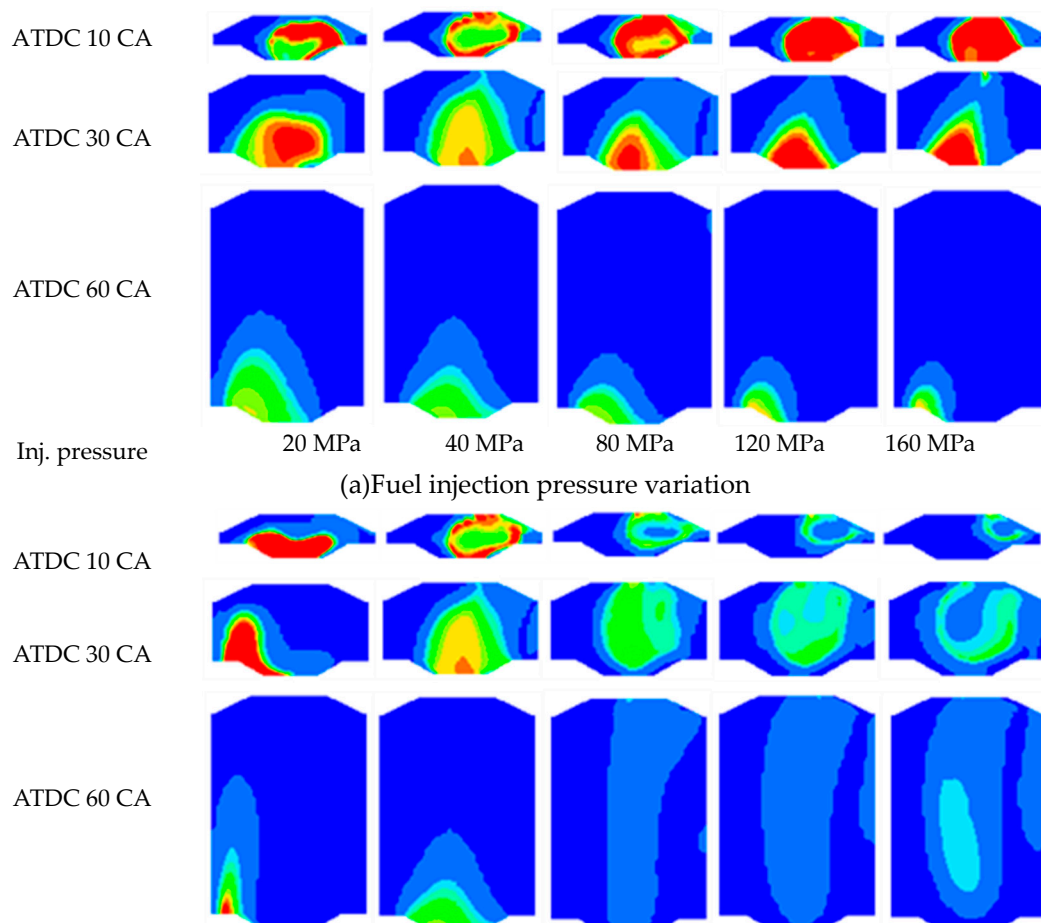 ATDC 10 CA
ATDC 30 CA
ATDC 60 CA
Inj. pressure 20 MPa 40 MPa 80 MPa 120 MPa 160 MPa
(a)Fuel injection pressure variation
ATDC 10 CA
ATDC 30 CA
ATDC 60 CA